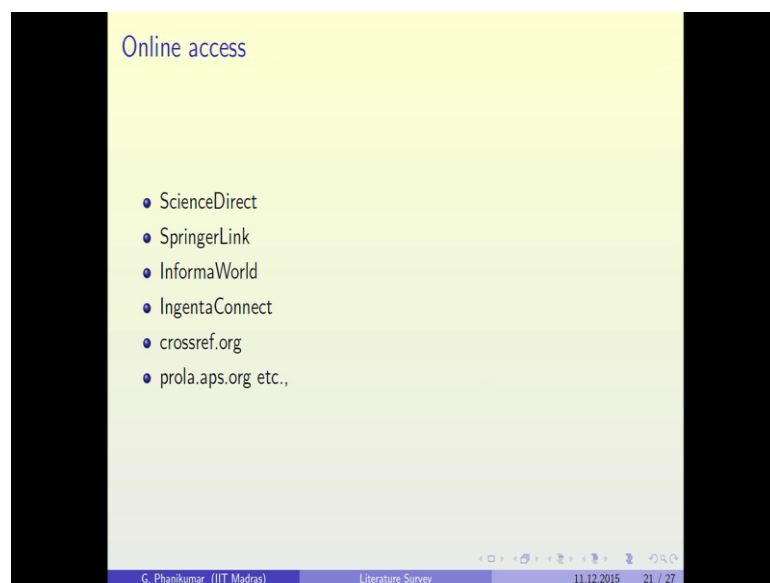 Online access
ScienceDirect
SpringerLink
InformaWorld
IngentaConnect
crossref.org
prola.aps.org etc.,
G. Phanikumar (IIT Madras) Literature Survey 11.12.2015 21 / 27